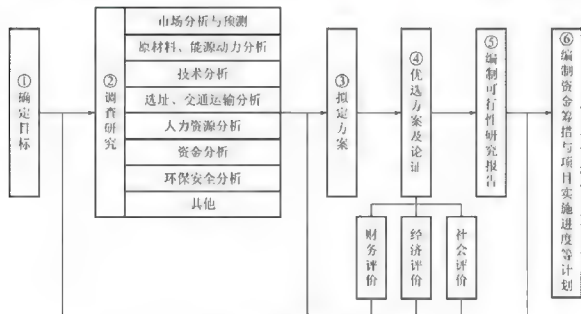 ①确定目标
②调查研究
市场分析与预测
原材料、能源动力分析
技术分析
选址、交通运输分析
人力资源分析
资金分析
环保安全分析
其他
③拟定方案
④优选方案及论证
财务评价
经济评价
社会评价
⑤编制可行性研究报告
⑥编制资金筹措与项目实施进度等计划